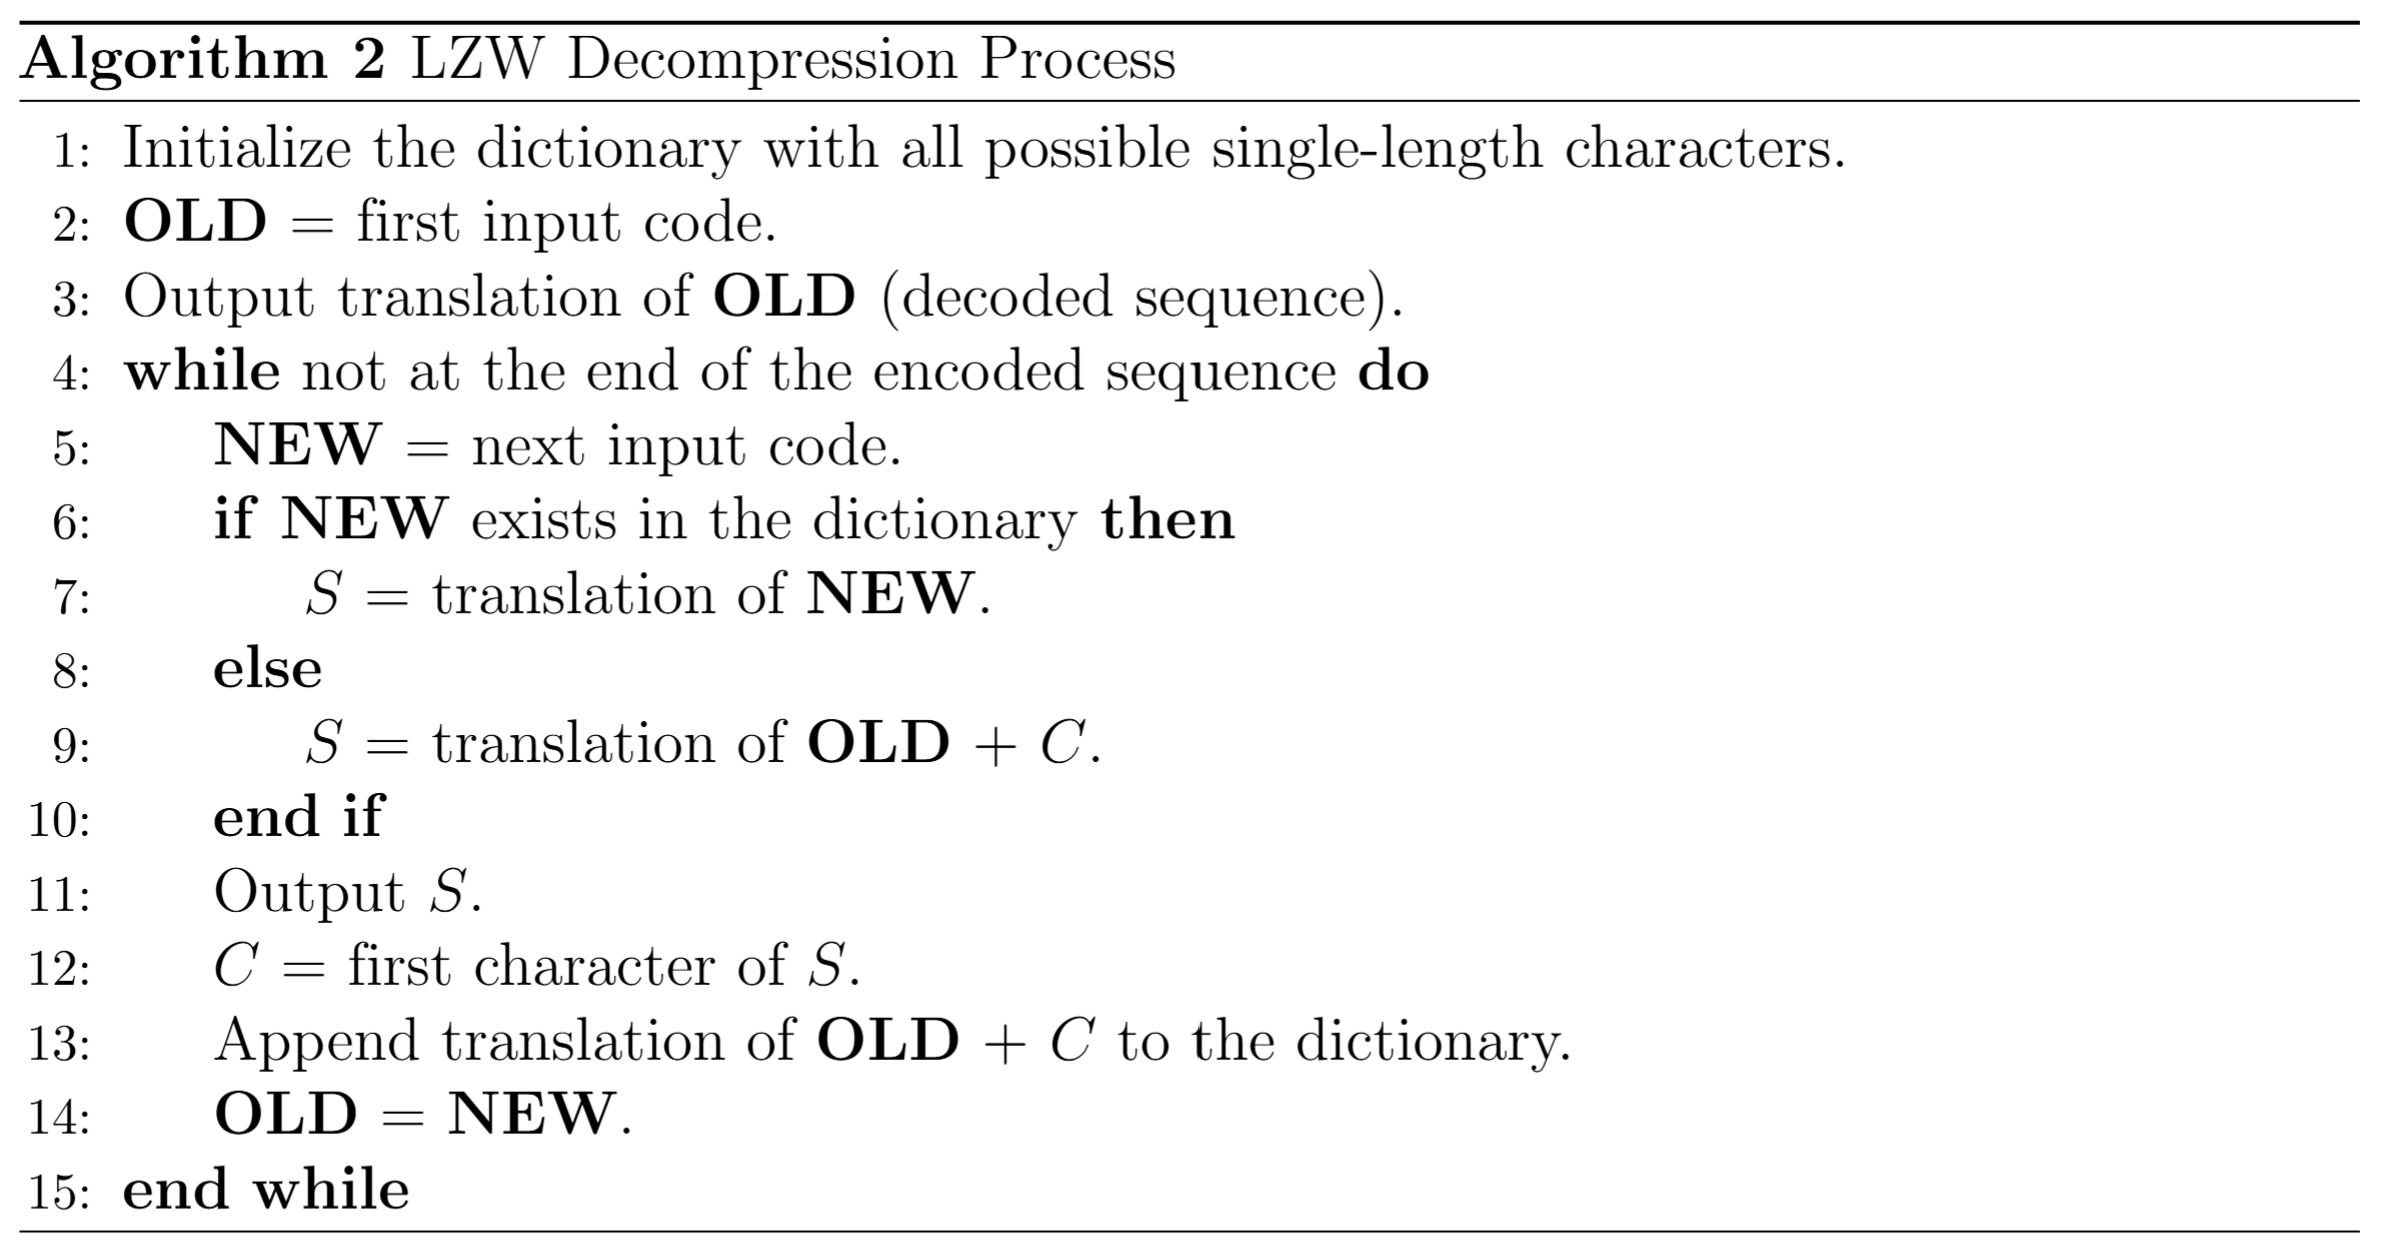 Algorithm 2 LZW Decompression Process
1: Initialize the dictionary with all possible single-length characters.
2: OLD = first input code.
3: Output translation of OLD (decoded sequence).
4: while not at the end of the encoded sequence do
5: NEW = next input code.
6: if NEW exists in the dictionary then
7: S = translation of NEW.
8: else
9: S = translation of OLD + C.
10: end if
11: Output S.
12: C = first character of S.
13: Append translation of OLD + C to the dictionary.
14: OLD = NEW.
15: end while